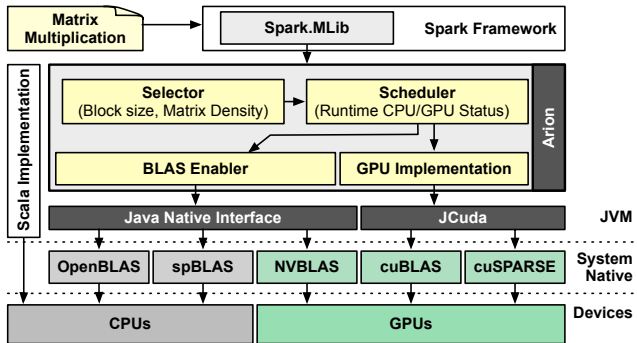 Matrix
Multiplication
Spark.MLib
Spark Framework
Scala Implementation
Selector
(Block size, Matrix Density)
Scheduler
(Runtime CPU/GPU Status)
Arion
BLAS Enabler
GPU Implementation
Java Native Interface
JCuda
JVM
OpenBLAS
spBLAS
NVBLAS
cuBLAS
cuSPARSE
System
Native
CPUs
GPUs
Devices